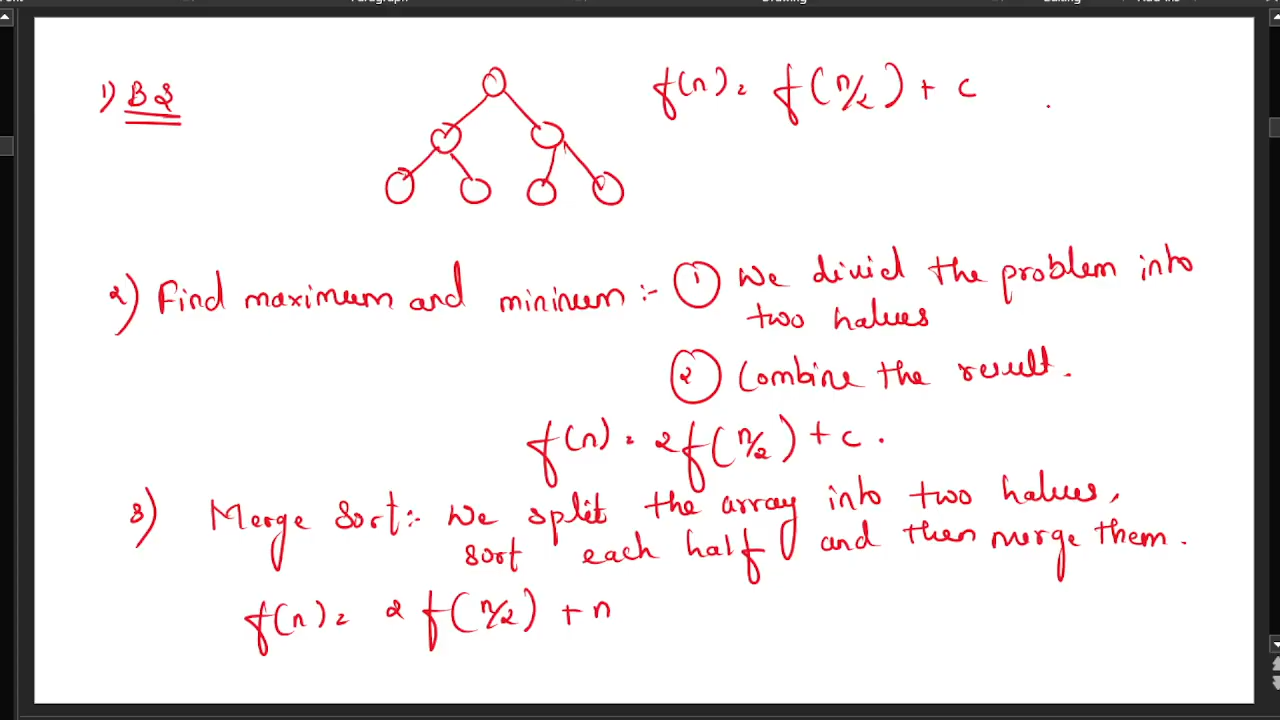 1) BS
f(n) = f(n/2) + c
2) Find maximum and minimum :- ① We divid the problem into
two halves
② Combine the result.
f(n) = 2f(n/2) + c.
3) Merge Sort:- We split the array into two halves,
sort each half and then merge them.
f(n) = 2 f(n/2) + n